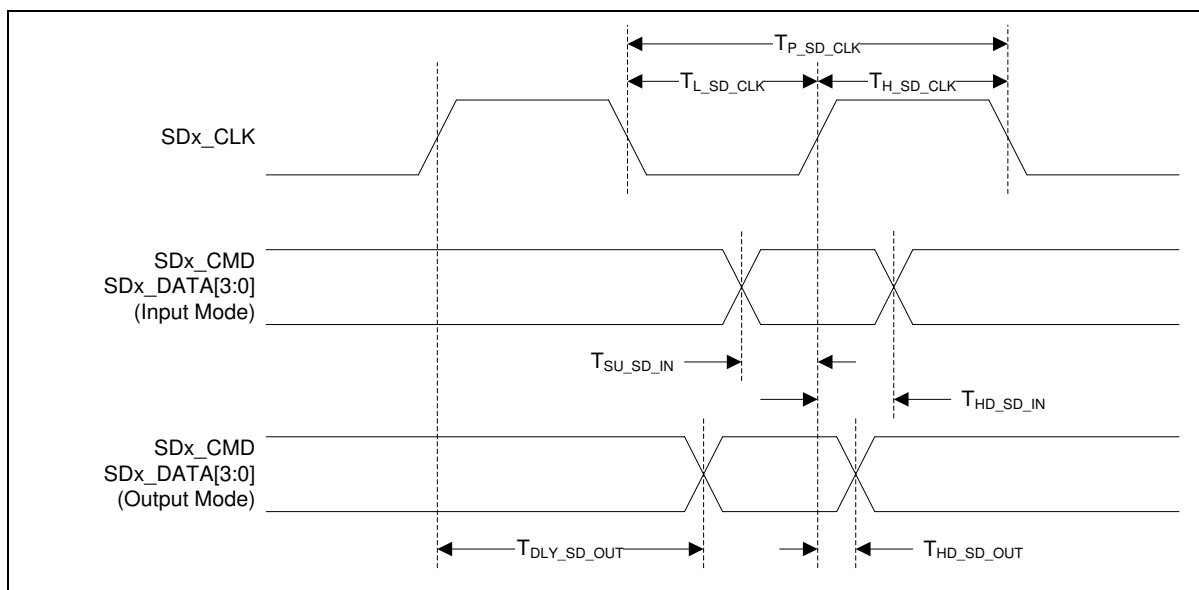 T_P_SD_CLK
T_L_SD_CLK
T_H_SD_CLK
SDx_CLK
SDx_CMD
SDx_DATA[3:0]
(Input Mode)
T_SU_SD_IN
T_HD_SD_IN
SDx_CMD
SDx_DATA[3:0]
(Output Mode)
T_DLY_SD_OUT
T_HD_SD_OUT